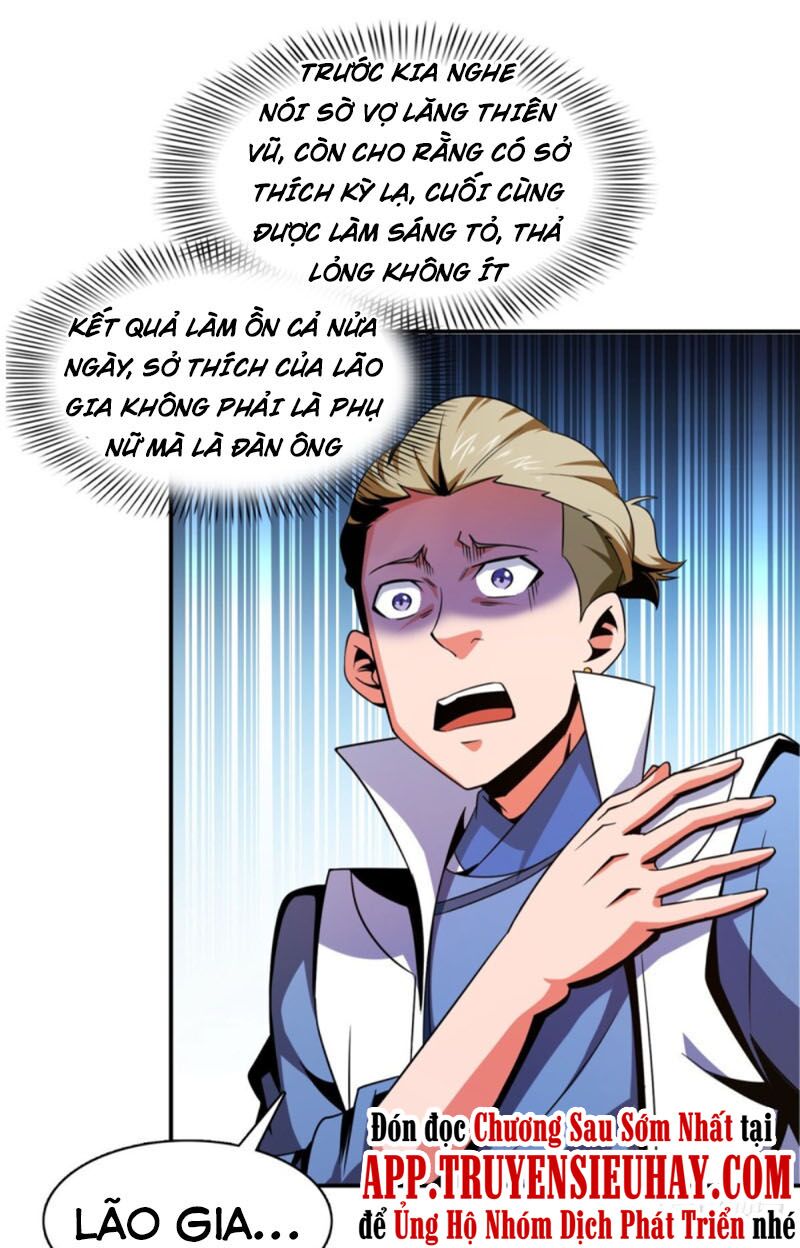 TRƯỚC KIA NGHE
NÓI SỜ VỢ LĂNG THIÊN
VŨ, CÒN CHO RẰNG CÓ SỞ
THÍCH KỲ LẠ, CUỐI CÙNG
ĐƯỢC LÀM SÁNG TỎ, THẢ
LỎNG KHÔNG ÍT
KẾT QUẢ LÀM ỒN CẢ NỬA
NGÀY, SỞ THÍCH CỦA LÃO
GIA KHÔNG PHẢI LÀ PHỤ
NỮ MÀ LÀ ĐÀN ÔNG
LÃO GIA...
Đón đọc Chương Sau Sớm Nhất tại
APP.TRUYENSIEUHAY.COM
để Ủng Hộ Nhóm Dịch Phát Triển nhé